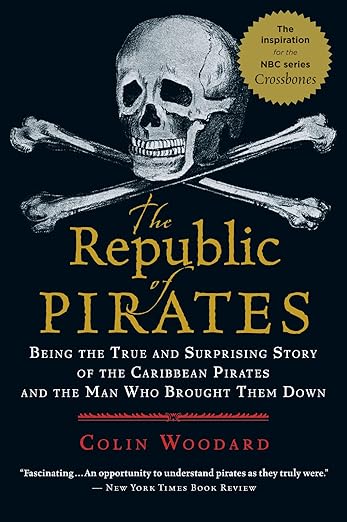 The
inspiration
for the
NBC series
Crossbones
The
Republic
of
PIRATES
BEING THE TRUE AND SURPRISING STORY
OF THE CARIBBEAN PIRATES
AND THE MAN WHO BROUGHT THEM DOWN
COLIN WOODARD
“Fascinating...An opportunity to understand pirates as they truly were.”
— NEW YORK TIMES BOOK REVIEW